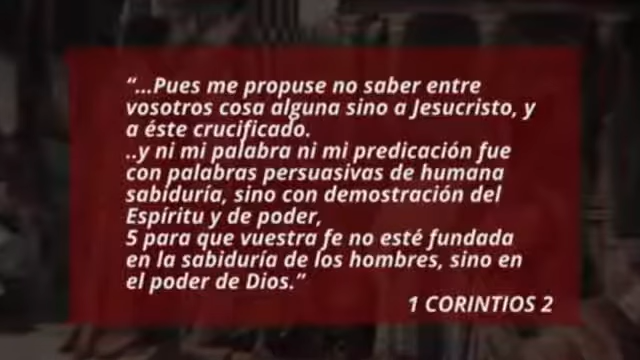 “...Pues me propuse no saber entre
vosotros cosa alguna sino a Jesucristo, y
a éste crucificado.
..y ni mi palabra ni mi predicación fue
con palabras persuasivas de humana
sabiduría, sino con demostración del
Espíritu y de poder,
5 para que vuestra fe no esté fundada
en la sabiduría de los hombres, sino en
el poder de Dios.”
1 CORINTIOS 2